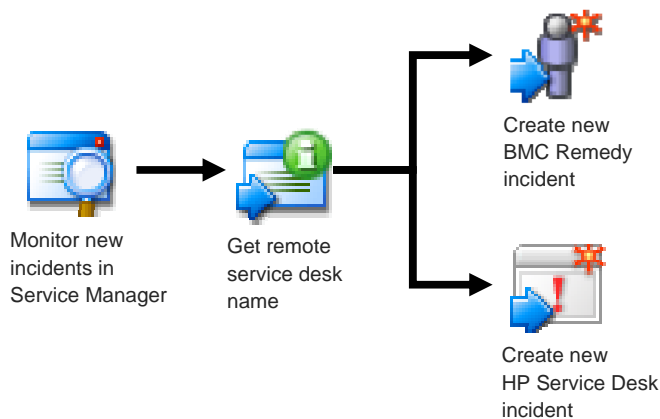 Monitor new
incidents in
Service Manager
Get remote
service desk
name
Create new
BMC Remedy
incident
Create new
HP Service Desk
incident